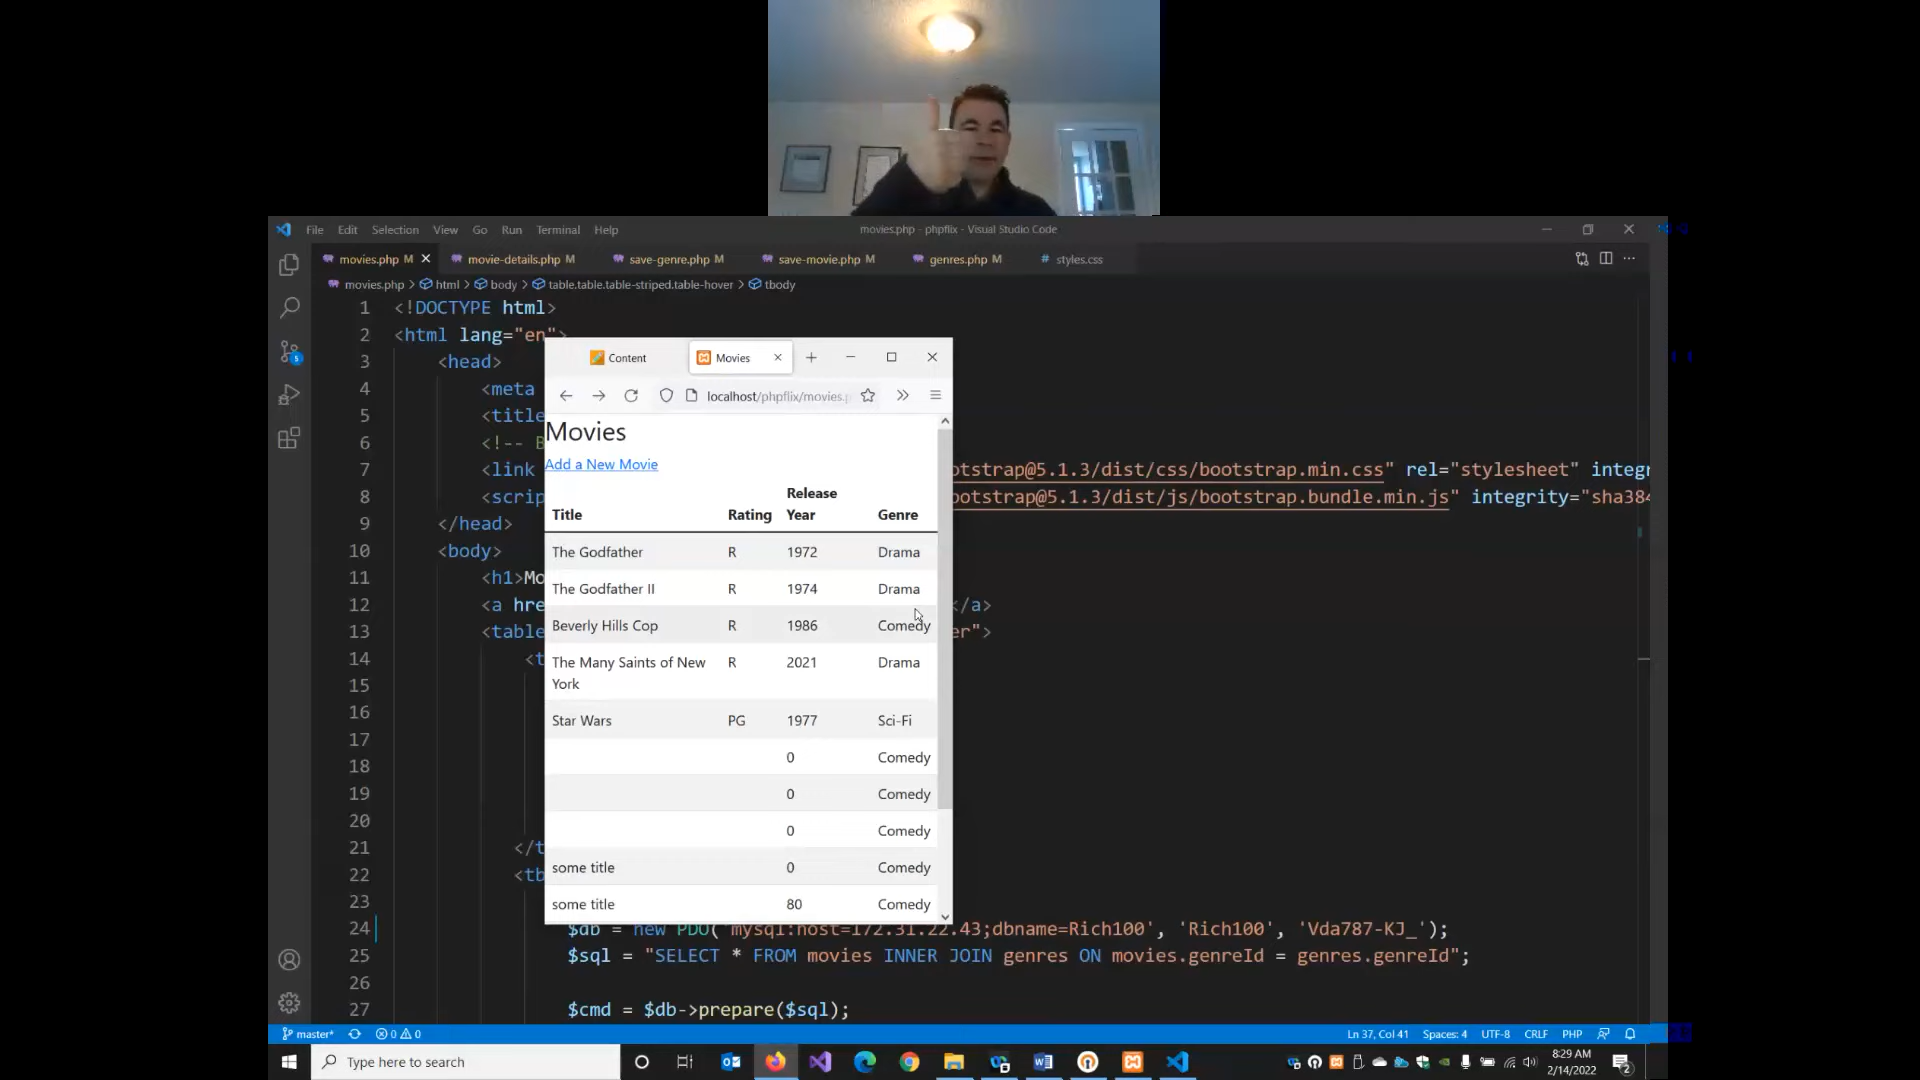 File Edit Selection View Go Run Terminal Help
movies.php - phpflix - Visual Studio Code
movies.php M
movie-details.php M
save-genre.php M
save-movie.php M
genres.php M
# styles.css
movies.php > html > body > table.table.table-striped.table-hover > tbody
1 <!DOCTYPE html>
2 <html lang="en">
3 <head>
4 <meta
5 <title
6 <!--
7 <link
otstrap@5.1.3/dist/css/bootstrap.min.css" rel="stylesheet" integr
8 <scrip
ootstrap@5.1.3/dist/js/bootstrap.bundle.min.js" integrity="sha384
9 </head>
10 <body>
11 <h1>Mo
12 <a hre
</a>
13 <table
er">
14 <t
15
16
17
18
19
20
21 </t
22 <tb
23
24 $db = new PDO('mysql:host=172.31.22.43;dbname=Rich100', 'Rich100', 'Vda787-KJ_');
25 $sql = "SELECT * FROM movies INNER JOIN genres ON movies.genreId = genres.genreId";
26
27 $cmd = $db->prepare($sql);
Content
Movies
localhost/phpflix/movies.p
Movies
Add a New Movie
Title Rating Release Year Genre
The Godfather R 1972 Drama
The Godfather II R 1974 Drama
Beverly Hills Cop R 1986 Comedy
The Many Saints of New York R 2021 Drama
Star Wars PG 1977 Sci-Fi
0 Comedy
0 Comedy
0 Comedy
some title 0 Comedy
some title 80 Comedy
5
master*
0 0
Ln 37, Col 41
Spaces: 4
UTF-8
CRLF
PHP
Type here to search
8:29 AM
2/14/2022
2